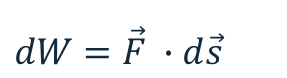 dW = F⃗ · ds⃗